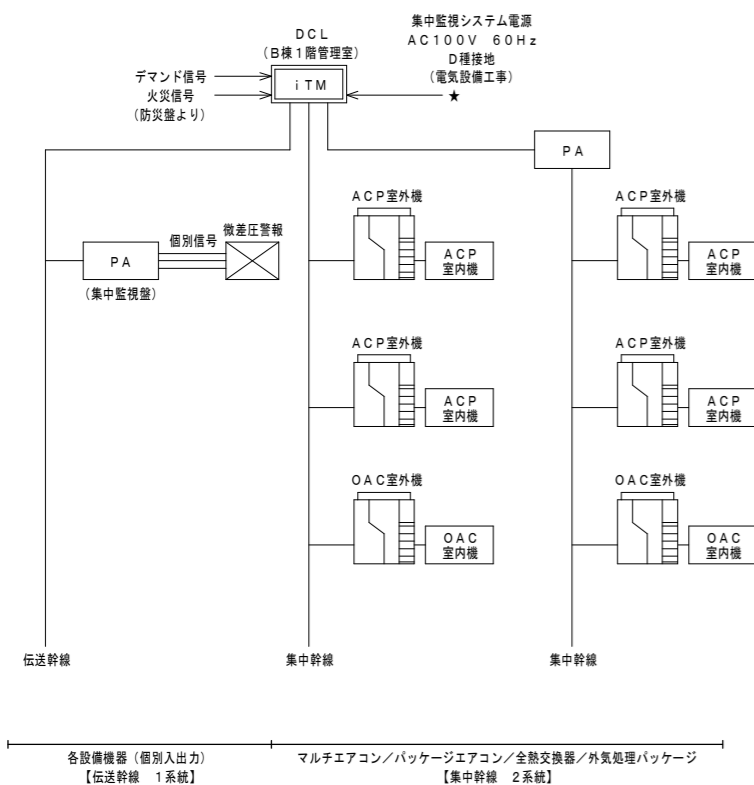 集中監視システム電源
AC100V 60Hz
D種接地
(電気設備工事)
★
DCL
(B棟1階管理室)
iTM
デマンド信号
火災信号
(防災盤より)
PA
ACP室外機
ACP室外機
個別信号
微差圧警報
PA
(集中監視盤)
ACP
室内機
ACP
室内機
ACP室外機
ACP室外機
ACP
室内機
ACP
室内機
OAC室外機
OAC室外機
OAC
室内機
OAC
室内機
伝送幹線
集中幹線
集中幹線
各設備機器(個別入出力)
【伝送幹線 1系統】
マルチエアコン/パッケージエアコン/全熱交換器/外気処理パッケージ
【集中幹線 2系統】